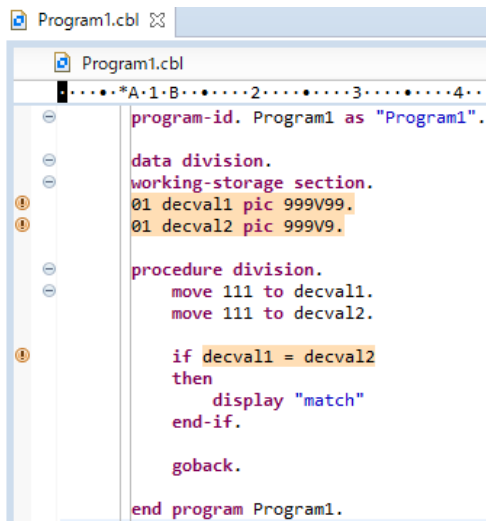 Program1.cbl
Program1.cbl
····•·*A·1·B··•····2····•····3····•····4··
program-id. Program1 as "Program1".
data division.
working-storage section.
01 decval1 pic 999V99.
01 decval2 pic 999V9.
procedure division.
move 111 to decval1.
move 111 to decval2.
if decval1 = decval2
then
display "match"
end-if.
goback.
end program Program1.